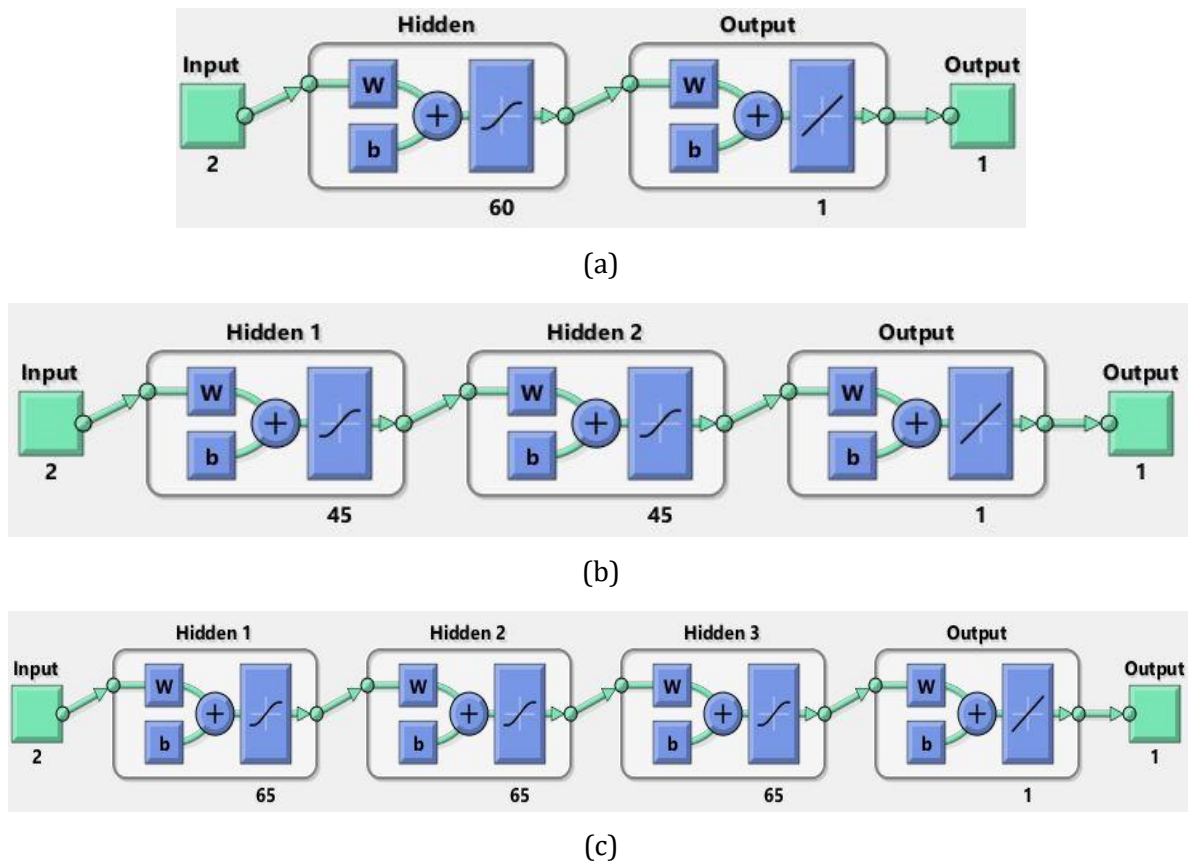 Hidden Output
Input Output
W W
+ +
b b
2 1
60 1
(a)
Hidden 1 Hidden 2 Output
Input Output
W W W
+ + +
b b b
2 1
45 45 1
(b)
Hidden 1 Hidden 2 Hidden 3 Output
Input Output
W W W W
+ + + +
b b b b
2 1
65 65 65 1
(c)